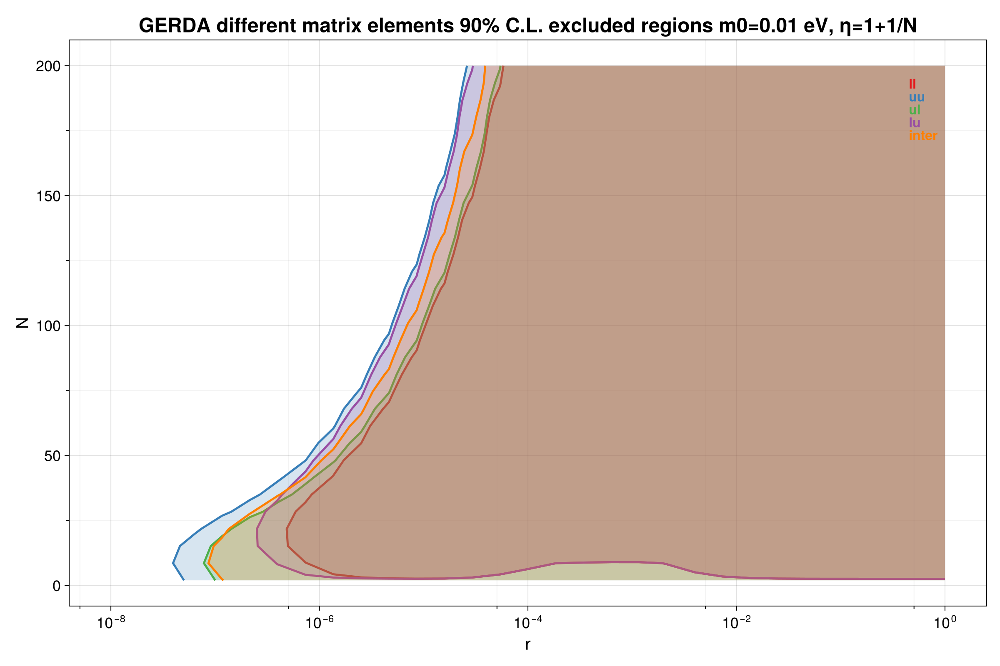 GERDA different matrix elements 90% C.L. excluded regions m0=0.01 eV, η=1+1/N
200
150
100
50
0
N
ll
uu
ul
lu
inter
10⁻⁸ 10⁻⁶ 10⁻⁴ 10⁻² 10⁰
r